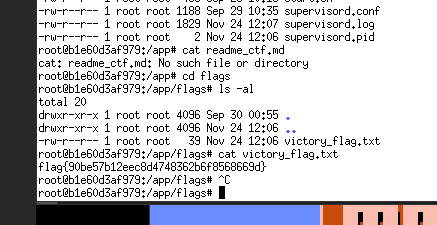 -rw-r--r-- 1 root root 1188 Sep 29 10:35 supervisord.conf
-rw-r--r-- 1 root root 1829 Nov 24 12:07 supervisord.log
-rw-r--r-- 1 root root 2 Nov 24 12:06 supervisord.pid
root@b1e60d3af979:/app# cat readme_ctf.md
cat: readme_ctf.md: No such file or directory
root@b1e60d3af979:/app# cd flags
root@b1e60d3af979:/app/flags# ls -al
total 20
drwxr-xr-x 1 root root 4096 Sep 30 00:55 .
drwxr-xr-x 1 root root 4096 Nov 24 12:06 ..
-rw-r--r-- 1 root root 39 Nov 24 12:06 victory_flag.txt
root@b1e60d3af979:/app/flags# cat victory_flag.txt
flag{90be57b12eec8d4748362b6f8568669d}
root@b1e60d3af979:/app/flags# ^C
root@b1e60d3af979:/app/flags#